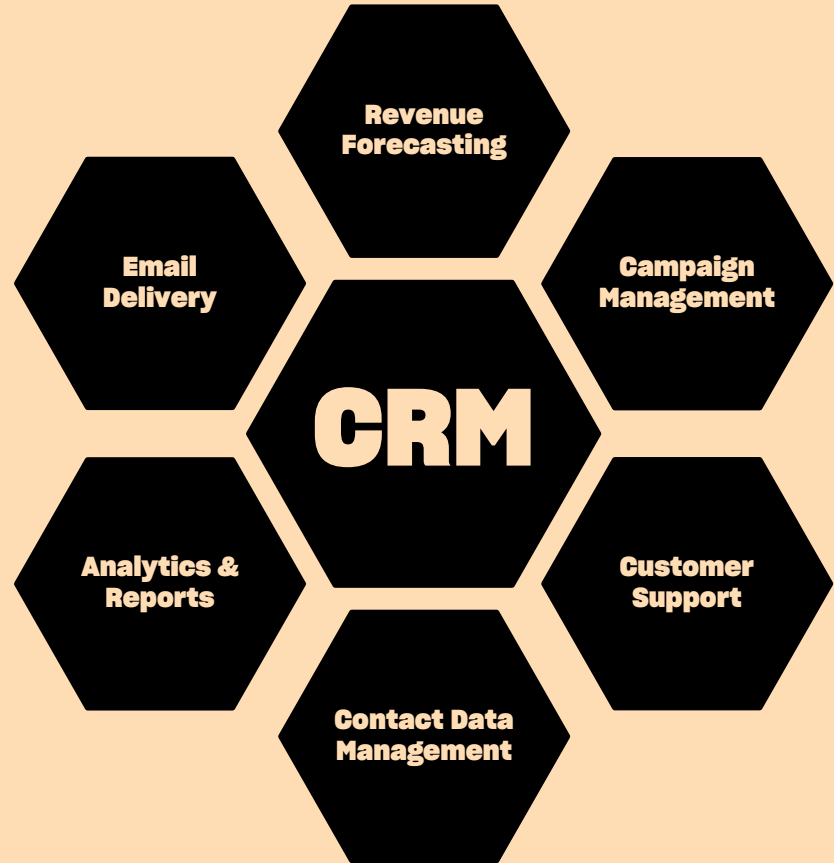 Revenue
Forecasting
Email
Delivery
Campaign
Management
CRM
Analytics &
Reports
Customer
Support
Contact Data
Management